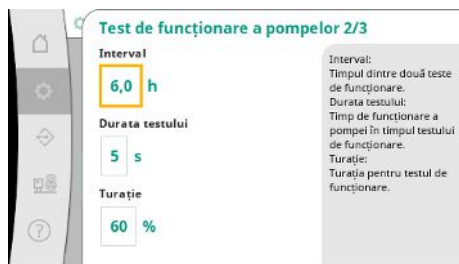 Test de funcționare a pompelor 2/3
Interval
6,0 h
Durata testului
5 s
Turație
60 %
Interval:
Timpul dintre două teste
de funcționare.
Durata testului:
Timp de funcționare a
pompei în timpul testului
de funcționare.
Turație:
Turația pentru testul de
funcționare.